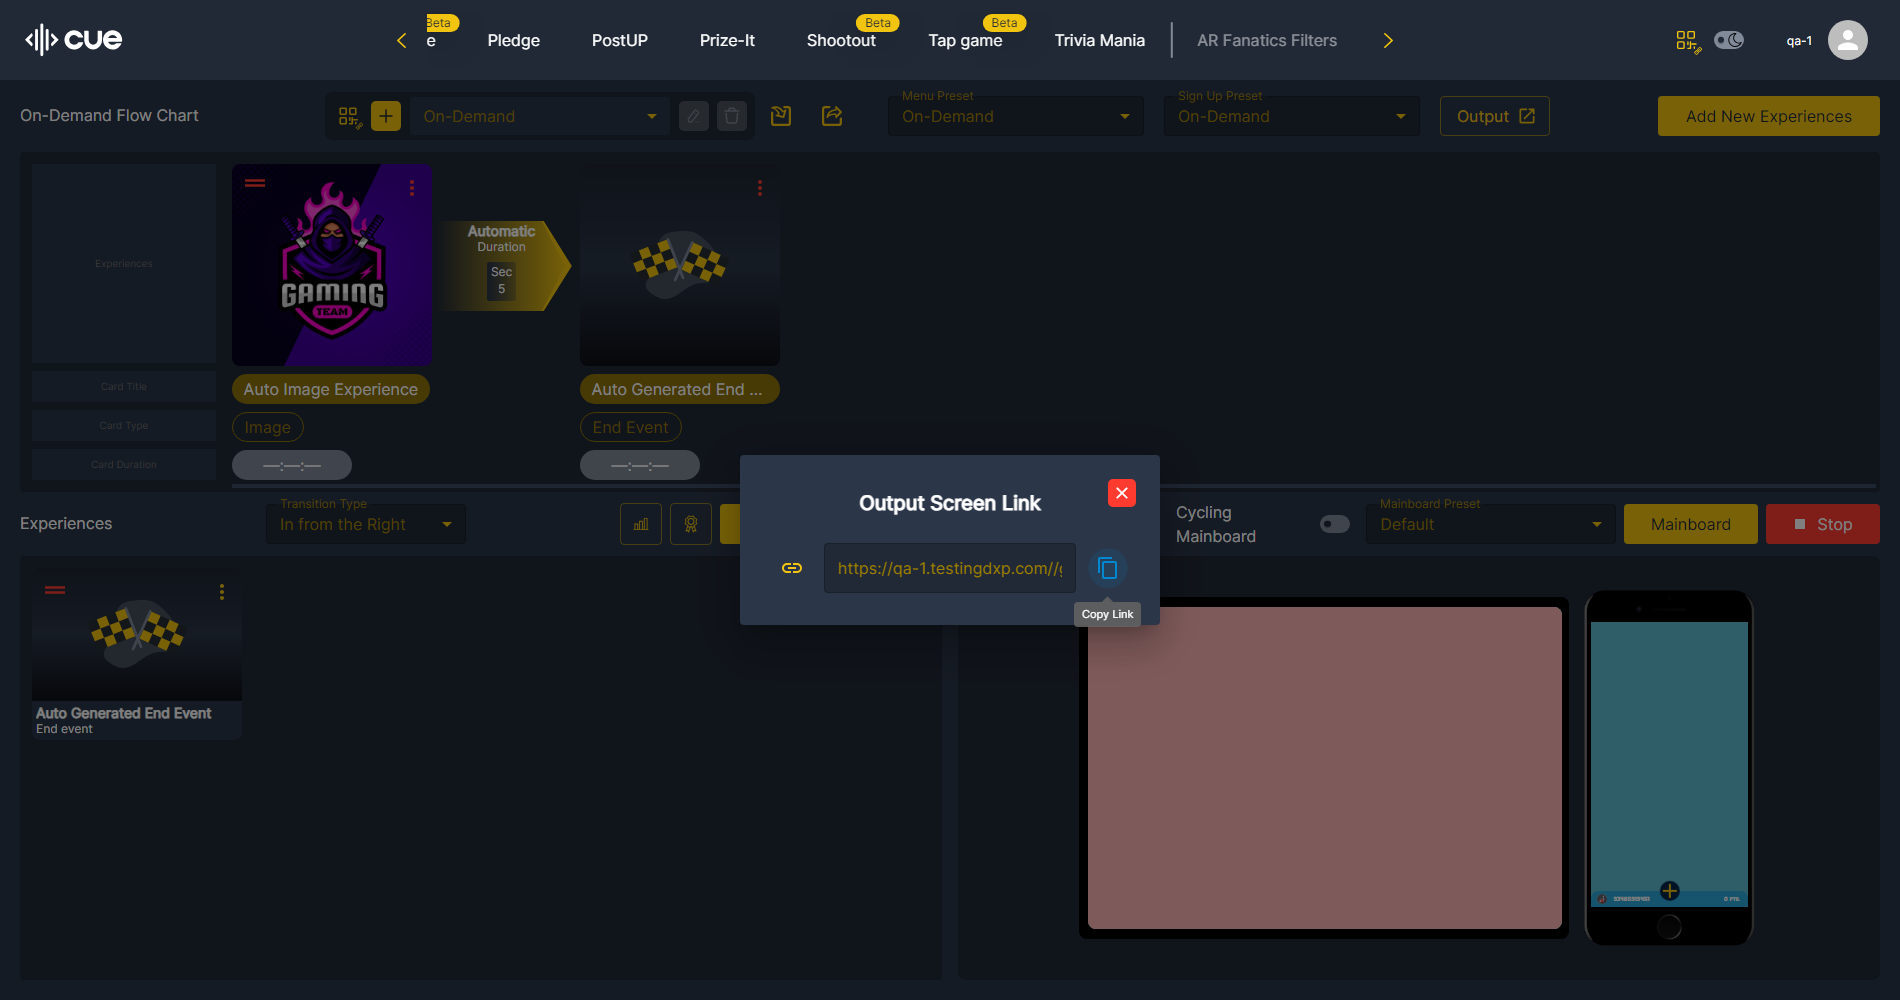 cue
Beta
e
Pledge
PostUP
Prize-It
Beta
Shootout
Beta
Tap game
Trivia Mania
AR Fanatics Filters
qa-1
On-Demand Flow Chart
On-Demand
Menu Preset
On-Demand
Sign Up Preset
On-Demand
Output
Add New Experiences
Experiences
Card Title
Card Type
Card Duration
GAMING
TEAM
Automatic
Duration
Sec
5
Auto Image Experience
Image
—:—:—
Auto Generated End ...
End Event
—:—:—
Output Screen Link
https://qa-1.testingdxp.com//g
Copy Link
Experiences
Transition Type
In from the Right
Cycling
Mainboard
Mainboard Preset
Default
Mainboard
Stop
Auto Generated End Event
End event
0 PTS